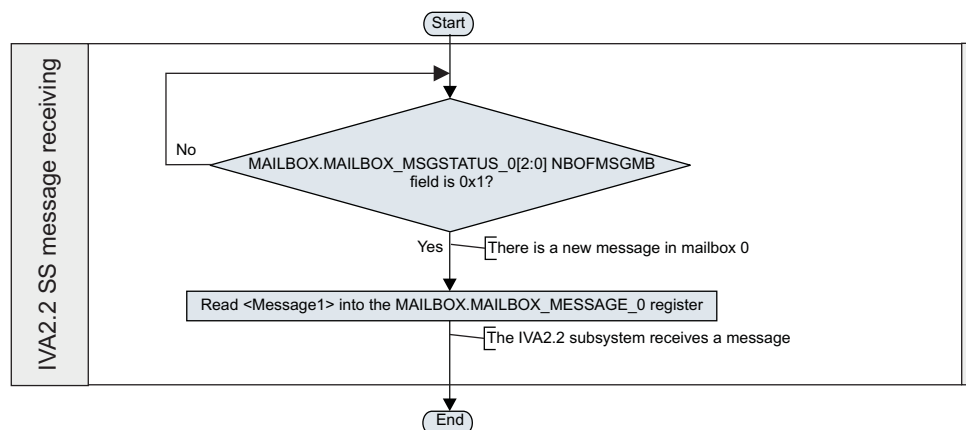 Start
IVA2.2 SS message receiving
No
MAILBOX.MAILBOX_MSGSTATUS_0[2:0] NBOFMSGMB
field is 0x1?
Yes
There is a new message in mailbox 0
Read <Message1> into the MAILBOX.MAILBOX_MESSAGE_0 register
The IVA2.2 subsystem receives a message
End